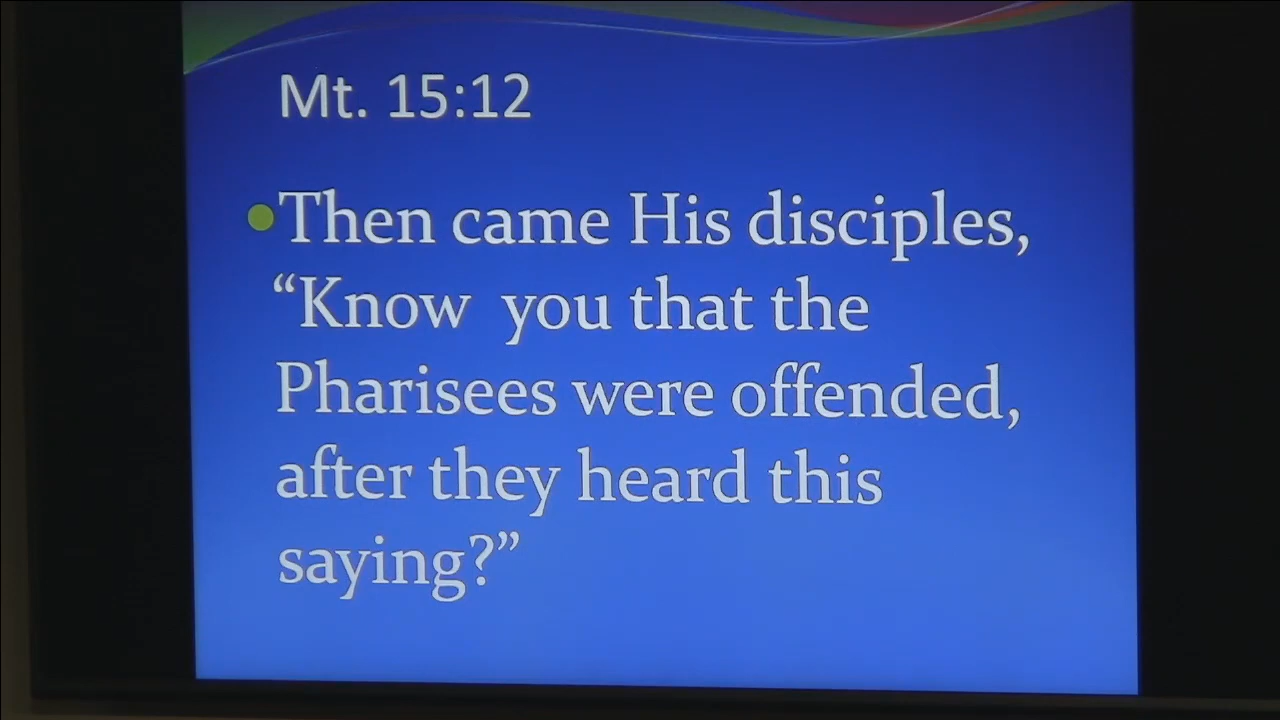 Mt. 15:12
Then came His disciples,
“Know you that the
Pharisees were offended,
after they heard this
saying?”